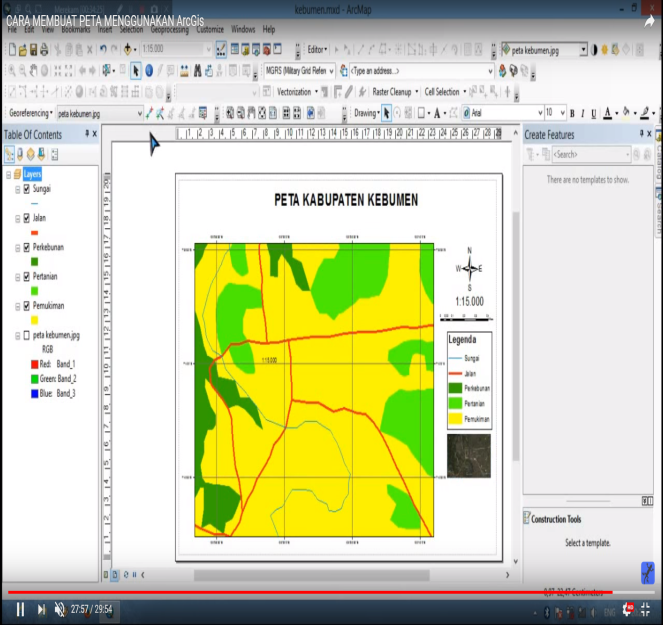 kebumen.mxd - ArcMap
CARA MEMBUAT PETA MENGGUNAKAN ArcGis
File Edit View Bookmarks Insert Selection Geoprocessing Customize Windows Help
1:15.000 Editor peta kebumen.jpg
MGRS (Military Grid Referen <Type an address...>
Vectorization Raster Cleanup Cell Selection
Georeferencing peta kebumen.jpg Drawing A Arial 10 B I U A
Table Of Contents
Layers
Sungai
Jalan
Perkebunan
Pertanian
Pemukiman
peta kebumen.jpg
RGB
Red: Band_1
Green: Band_2
Blue: Band_3
PETA KABUPATEN KEBUMEN
N
W E
S
1:15.000
1:15.000
Legenda
Sungai
Jalan
Perkebunan
Pertanian
Pemukiman
Create Features
<Search>
There are no templates to show.
Construction Tools
Select a template.
27:57 / 29:54